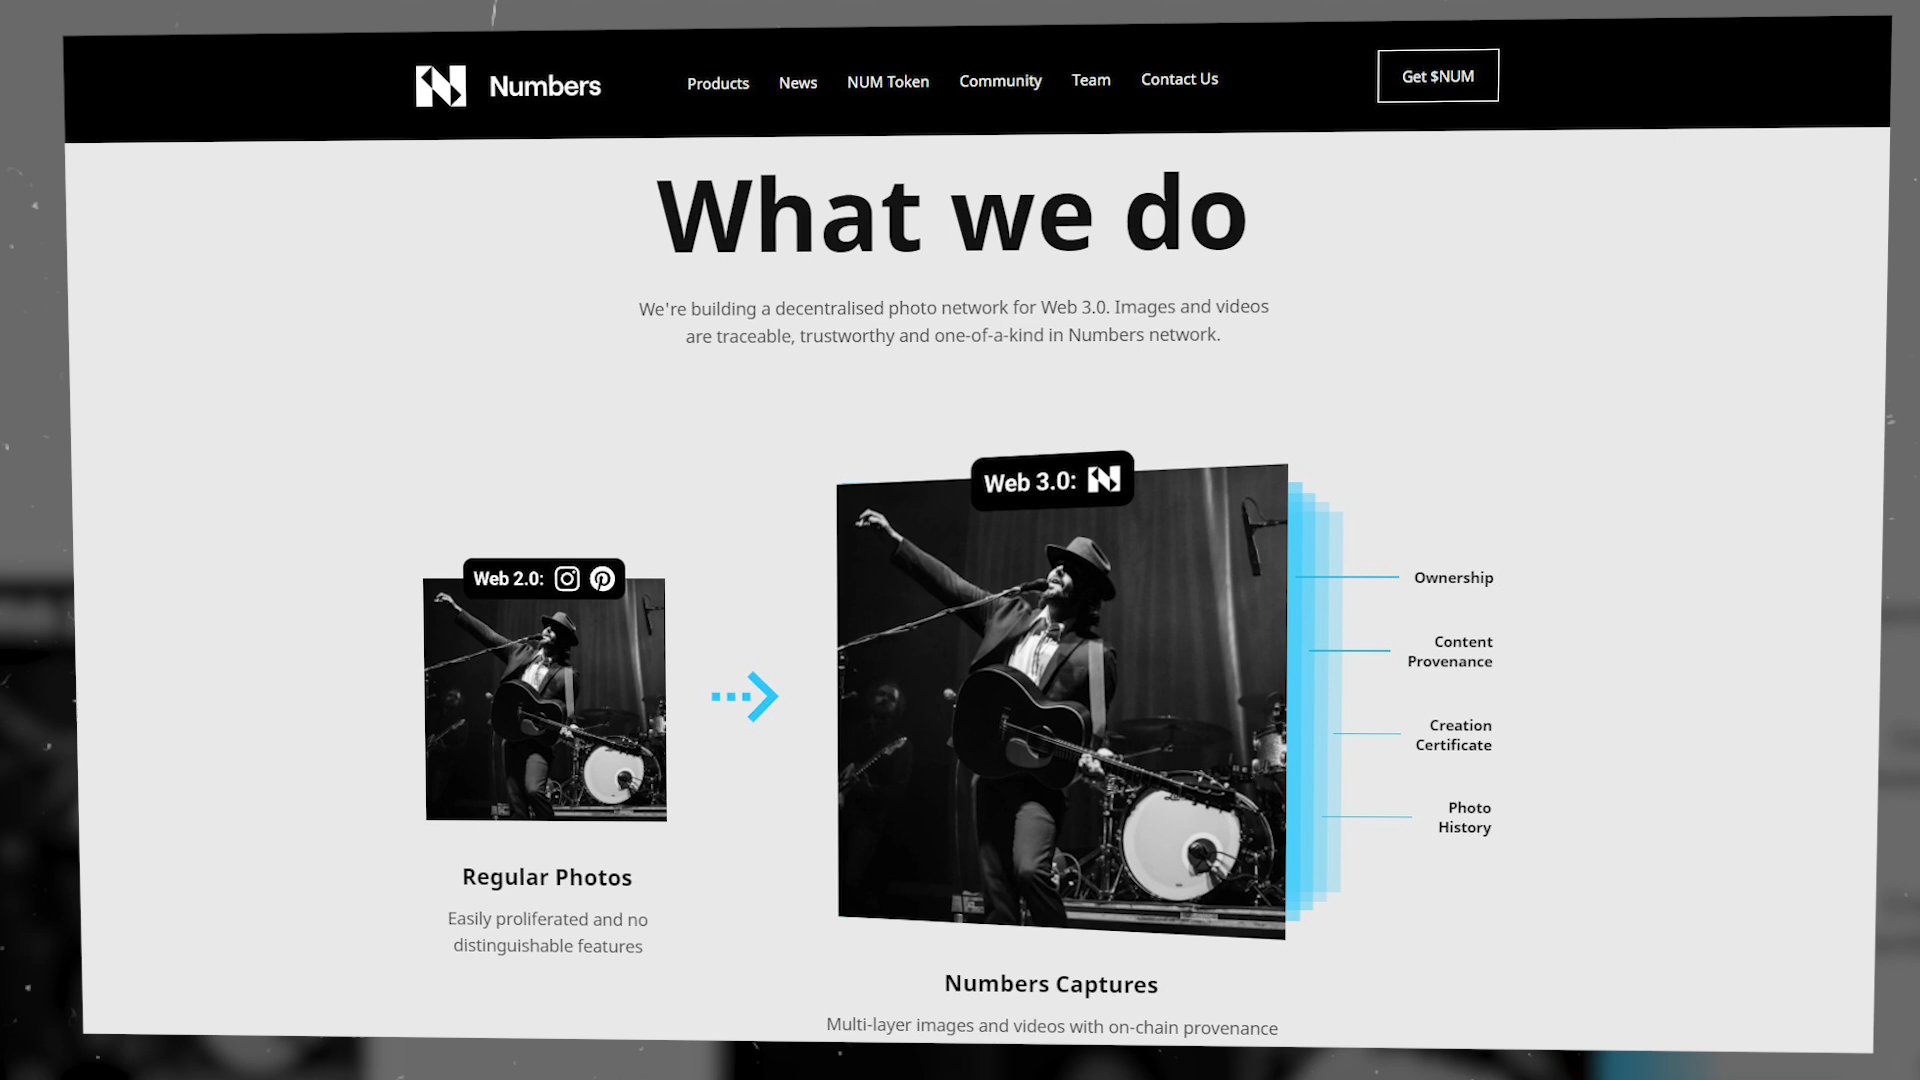 Numbers
Products
News
NUM Token
Community
Team
Contact Us
Get $NUM
What we do
We're building a decentralised photo network for Web 3.0. Images and videos
are traceable, trustworthy and one-of-a-kind in Numbers network.
Web 2.0:
Web 3.0:
Ownership
Content
Provenance
Creation
Certificate
Photo
History
Regular Photos
Easily proliferated and no
distinguishable features
Numbers Captures
Multi-layer images and videos with on-chain provenance